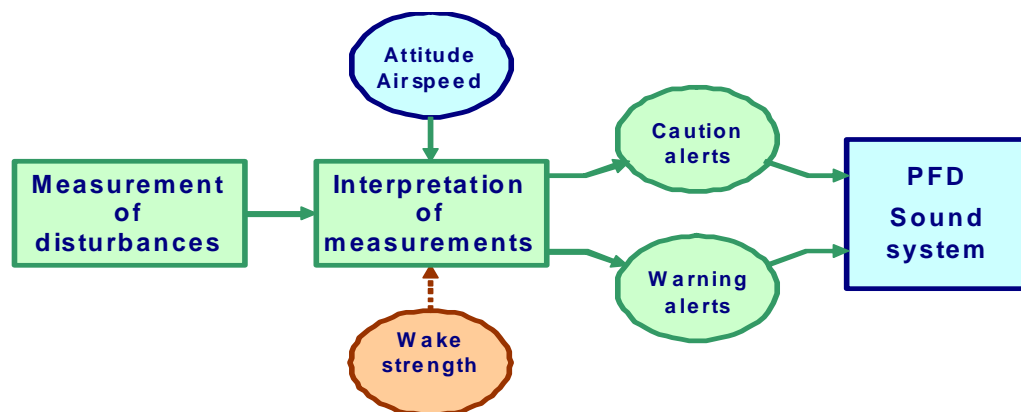 Attitude
Airspeed
Measurement
of
disturbances
Interpretation
of
measurements
Caution
alerts
Warning
alerts
PFD
Sound
system
Wake
strength